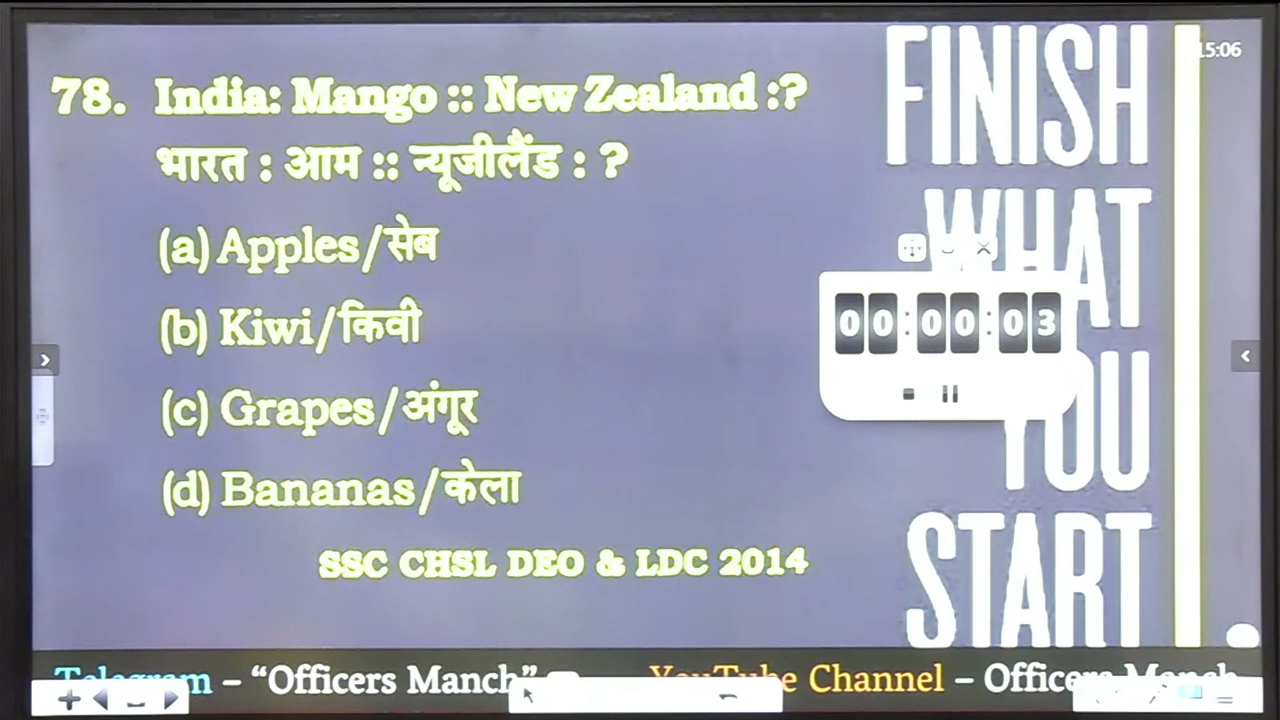 78. India: Mango :: New Zealand :?
भारत : आम :: न्यूजीलैंड : ?
(a) Apples/सेब
(b) Kiwi/किवी
(c) Grapes/अंगूर
(d) Bananas/केला
SSC CHSL DEO & LDC 2014
FINISH
WHAT
YOU
START
15:06
00:00:03
Telegram – “Officers Manch”
YouTube Channel – Officers Manch